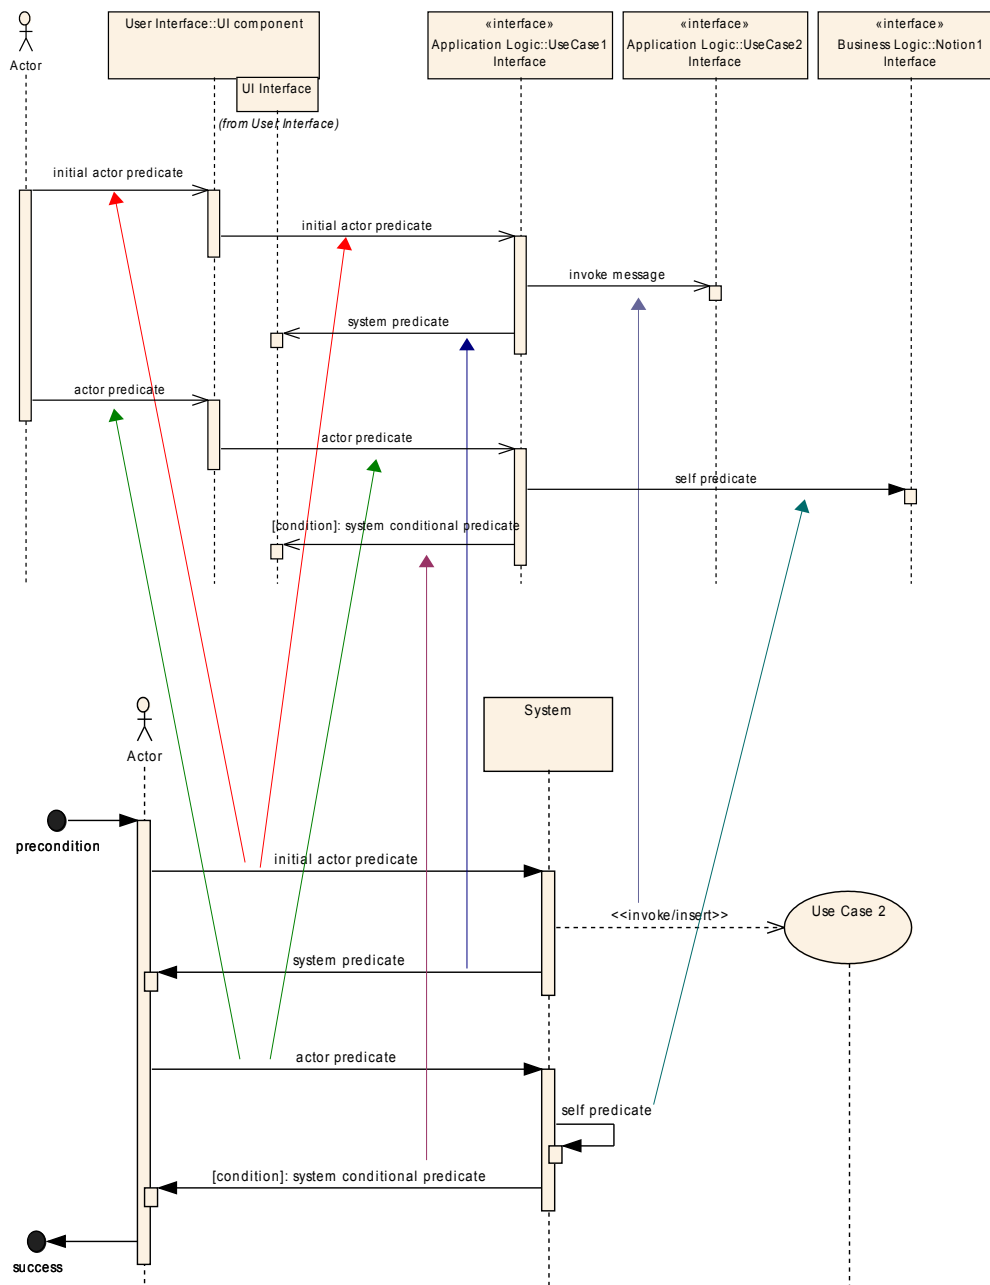 Actor
User Interface::UI component
UI Interface
(from User Interface)
«interface»
Application Logic::UseCase1
Interface
«interface»
Application Logic::UseCase2
Interface
«interface»
Business Logic::Notion1
Interface
initial actor predicate
initial actor predicate
invoke message
system predicate
actor predicate
actor predicate
self predicate
[condition]: system conditional predicate
Actor
System
precondition
initial actor predicate
<<invoke/insert>>
Use Case 2
system predicate
actor predicate
self predicate
[condition]: system conditional predicate
success